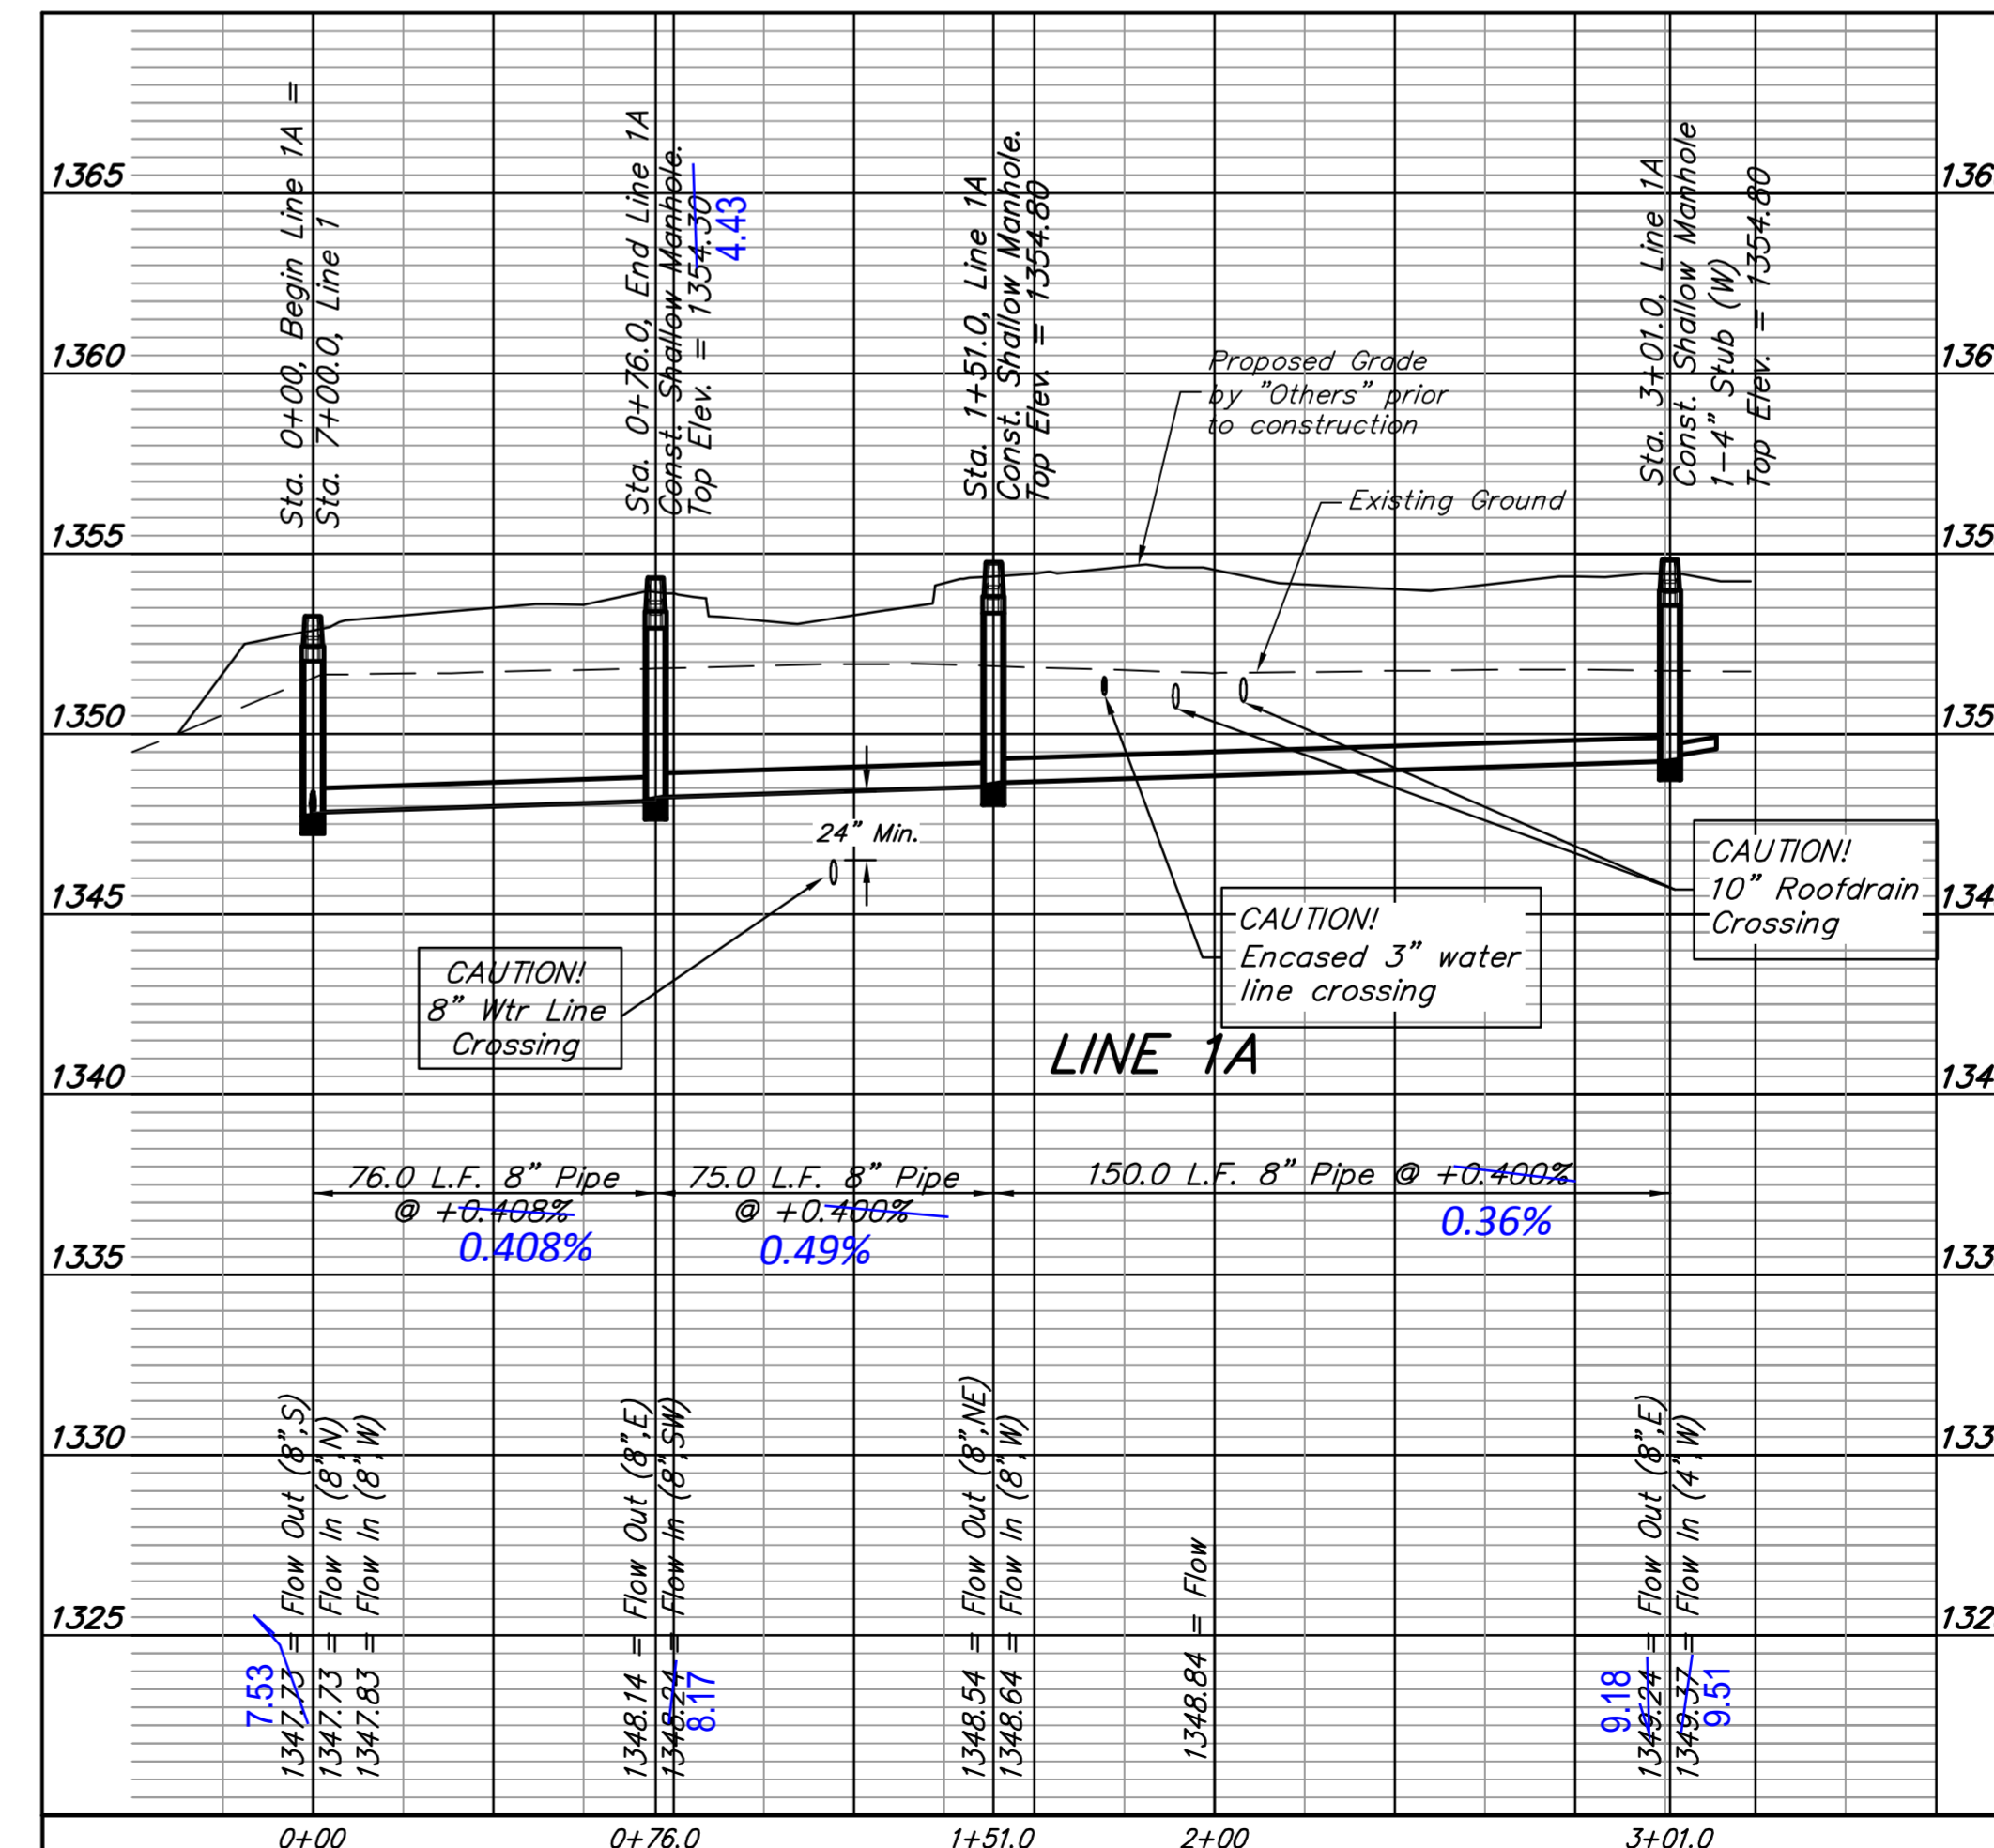 Sta. 0+00, Begin Line 1A =
Sta. 7+00.0, Line 1
Sta. 0+76.0, End Line 1A
Const. Shallow Manhole.
Top Elev. = 1354.30
4.43
Sta. 1+51.0, Line 1A
Const. Shallow Manhole.
Top Elev. = 1354.80
Sta. 3+01.0, Line 1A
Const. Shallow Manhole
1-4" Stub (W)
Top Elev. = 1354.80
1365
1360
1355
1350
1345
1340
1335
1330
1325
136
136
135
135
134
134
133
133
132
Proposed Grade
by "Others" prior
to construction
Existing Ground
24" Min.
CAUTION!
8" Wtr Line
Crossing
CAUTION!
Encased 3" water
line crossing
CAUTION!
10" Roofdrain
Crossing
LINE 1A
76.0 L.F. 8" Pipe
@ +0.408%
0.408%
75.0 L.F. 8" Pipe
@ +0.400%
0.49%
150.0 L.F. 8" Pipe @ +0.400%
0.36%
7.53
1347.73 = Flow Out (8",S)
1347.73 = Flow In (8",N)
1347.83 = Flow In (8",W)
1348.14 = Flow Out (8",E)
1348.24 = Flow In (8",SW)
8.17
1348.54 = Flow Out (8",NE)
1348.64 = Flow In (8",W)
1348.84 = Flow
9.18
1349.24 = Flow Out (8",E)
1349.37 = Flow In (4",W)
9.51
0+00
0+76.0
1+51.0
2+00
3+01.0